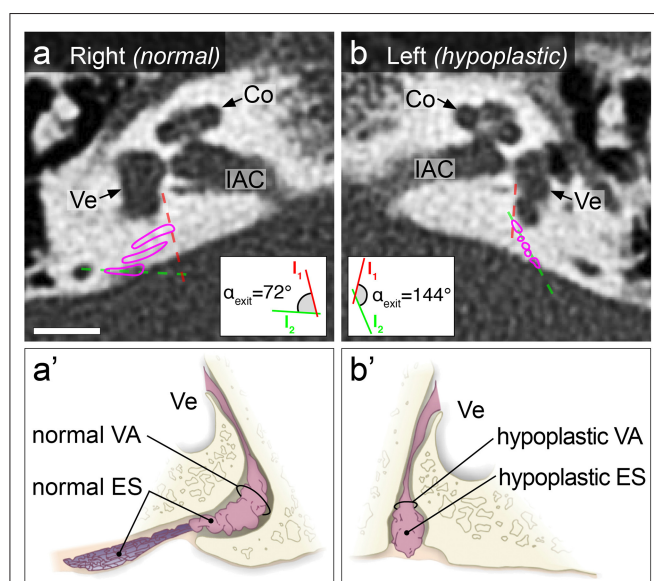 a Right (normal)
b Left (hypoplastic)
Co
IAC
Ve
l₁
αexit=72°
l₂
Co
IAC
Ve
l₁
αexit=144°
l₂
a'
Ve
normal VA
normal ES
b'
Ve
hypoplastic VA
hypoplastic ES